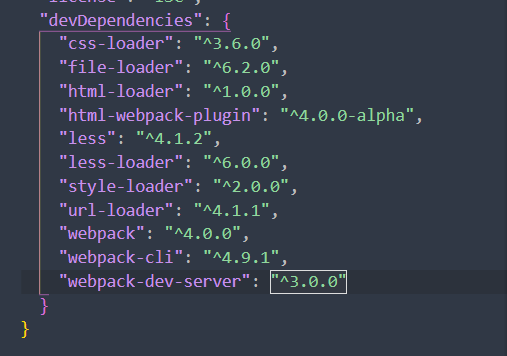 "devDependencies": {
"css-loader": "^3.6.0",
"file-loader": "^6.2.0",
"html-loader": "^1.0.0",
"html-webpack-plugin": "^4.0.0-alpha",
"less": "^4.1.2",
"less-loader": "^6.0.0",
"style-loader": "^2.0.0",
"url-loader": "^4.1.1",
"webpack": "^4.0.0",
"webpack-cli": "^4.9.1",
"webpack-dev-server": "^3.0.0"
}
}